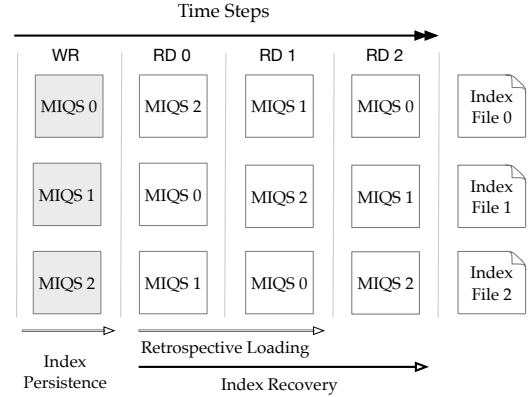 Time Steps
WR RD 0 RD 1 RD 2
MIQS 0 MIQS 2 MIQS 1 MIQS 0 Index
File 0
MIQS 1 MIQS 0 MIQS 2 MIQS 1 Index
File 1
MIQS 2 MIQS 1 MIQS 0 MIQS 2 Index
File 2
Index
Persistence
Retrospective Loading
Index Recovery